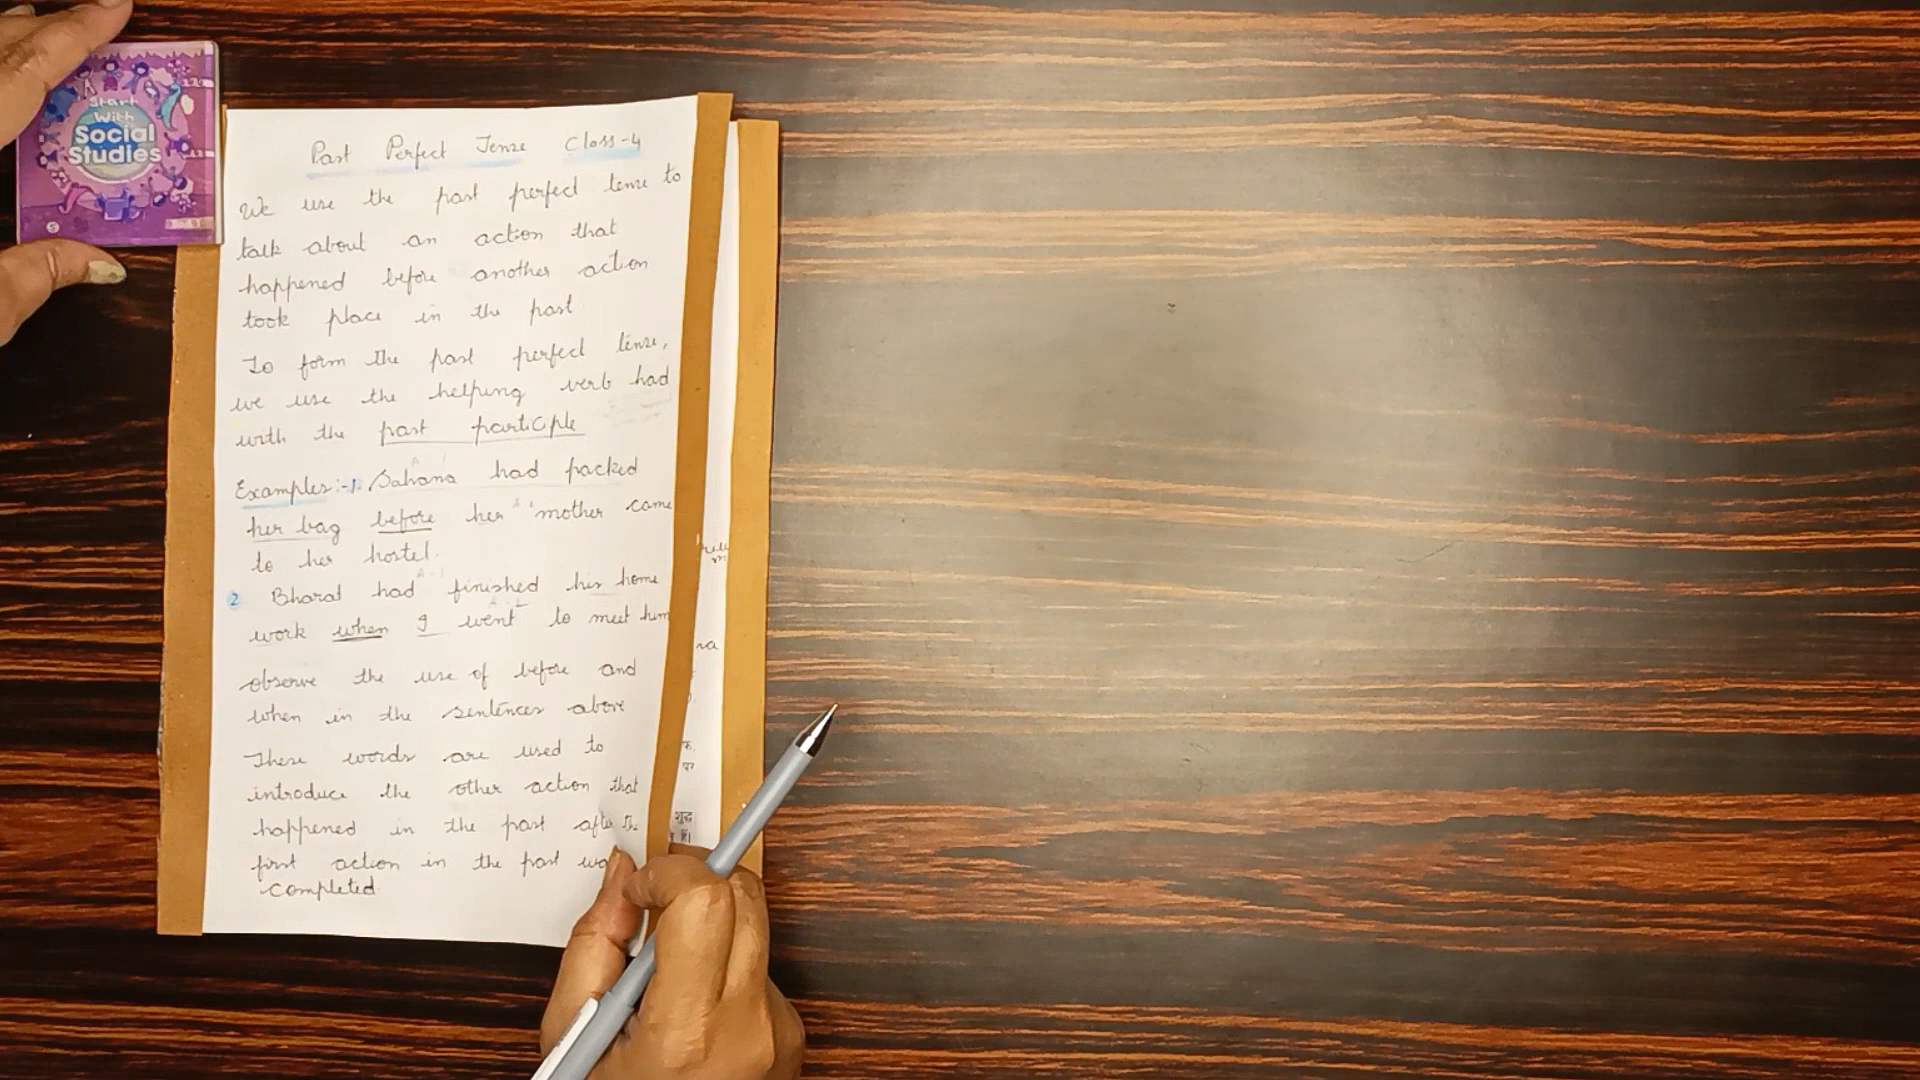 Start
With
Social
Studies
5
Past Perfect Tense Class-4
We use the past perfect tense to
talk about an action that
happened before another action
took place in the past
To form the past perfect tense,
we use the helping verb had
with the past participle
A-1
Examples:-1. Sahana had packed
her bag before her mother came
to her hostel.
A-1
2 Bharat had finished his home
A-2
work when I went to meet him
observe the use of before and
when in the sentences above
These words are used to
introduce the other action that
happened in the past after the
first action in the past
completed
na
शुद्ध